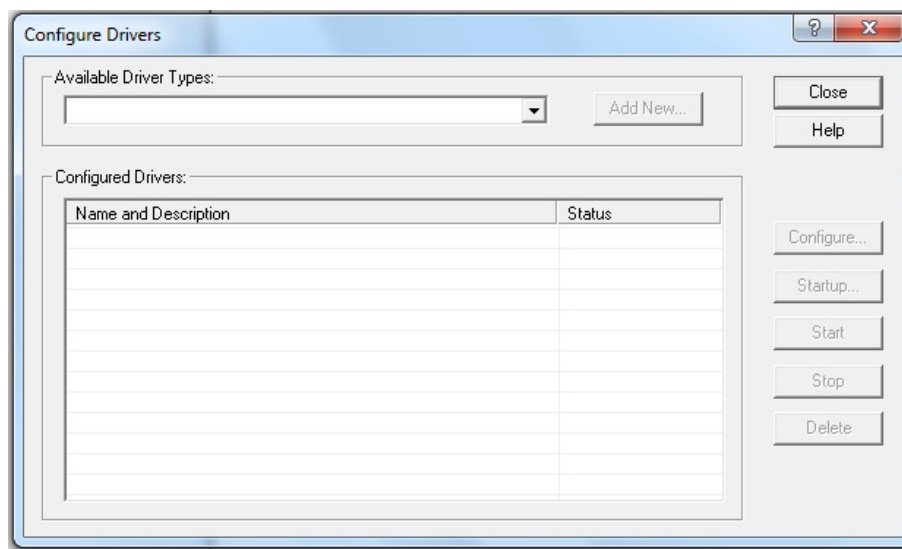 Configure Drivers
Available Driver Types:
Add New...
Close
Help
Configured Drivers:
Name and Description Status
Configure...
Startup...
Start
Stop
Delete